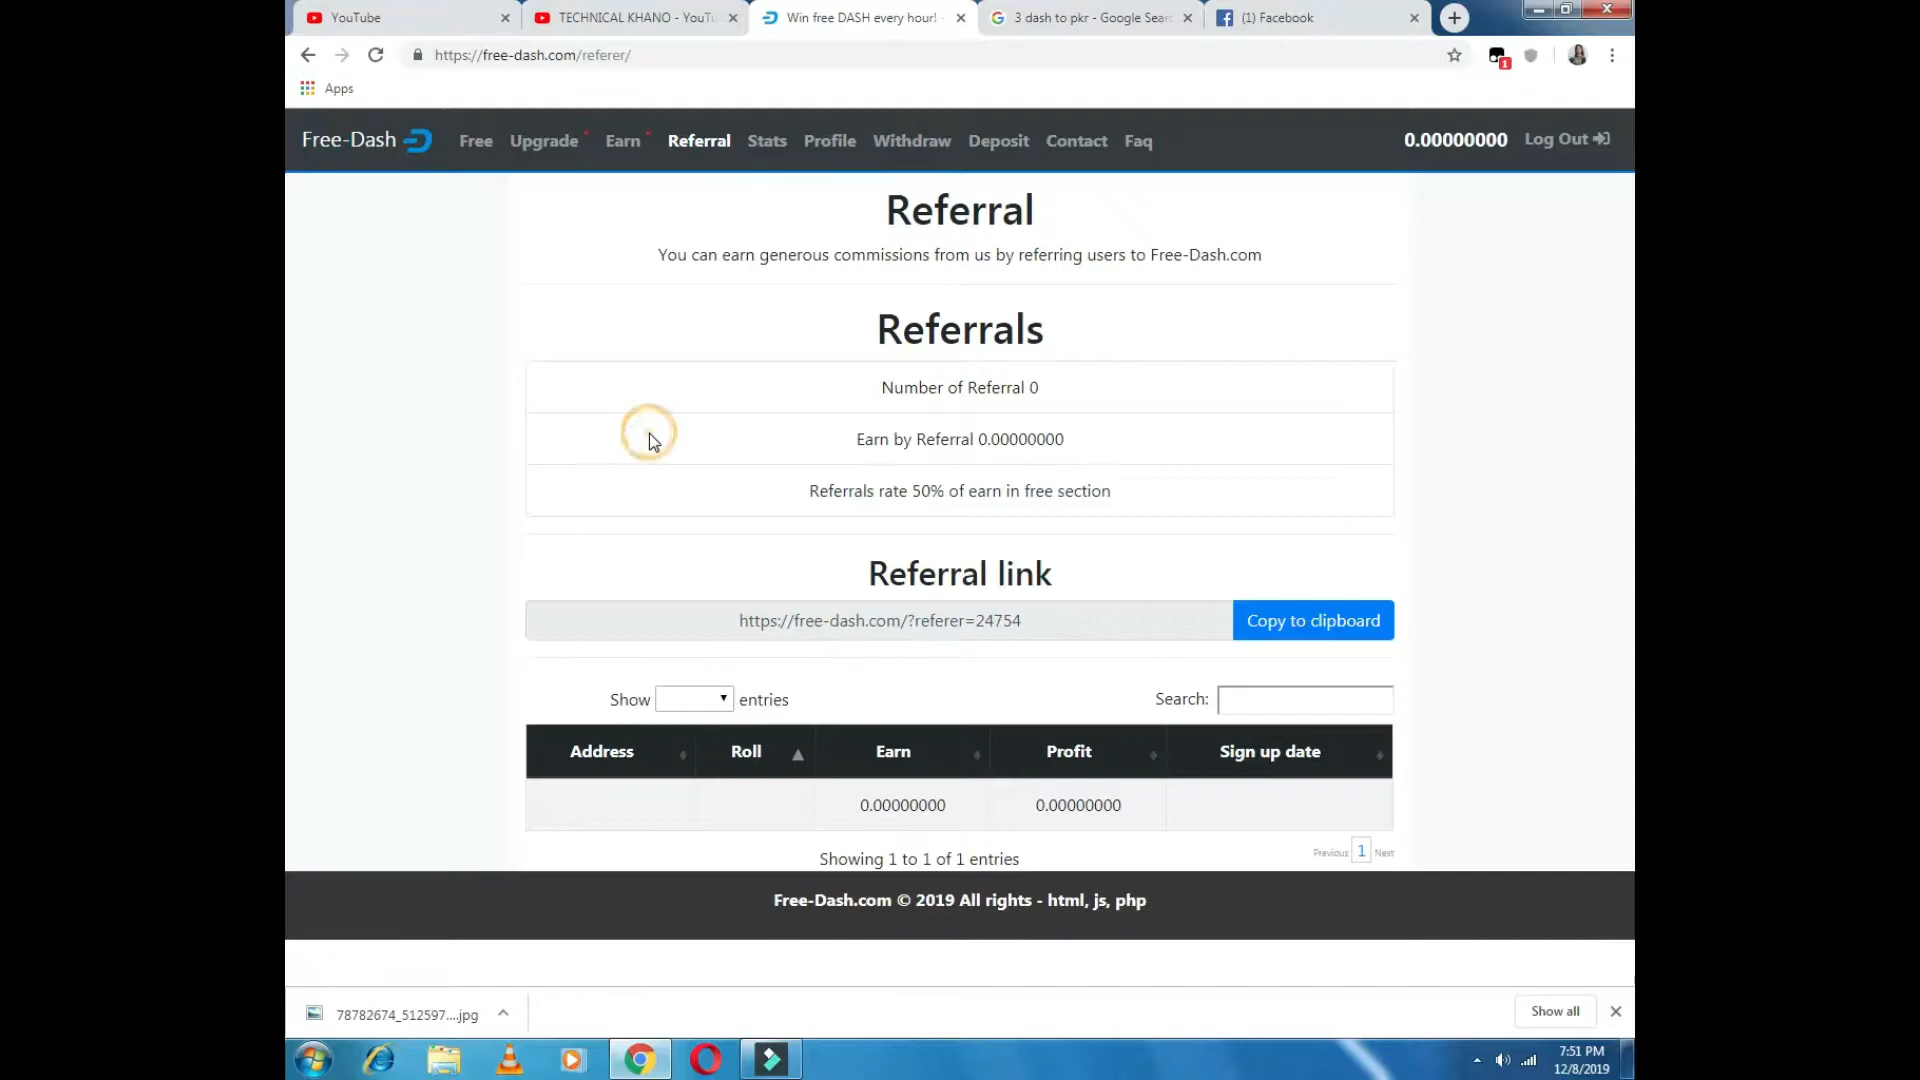 YouTube
TECHNICAL KHANO - YouTu
Win free DASH every hour! -
3 dash to pkr - Google Searc
(1) Facebook
https://free-dash.com/referer/
1
Apps
Free-Dash Free Upgrade * Earn * Referral Stats Profile Withdraw Deposit Contact Faq 0.00000000 Log Out
Referral
You can earn generous commissions from us by referring users to Free-Dash.com
Referrals
Number of Referral 0
Earn by Referral 0.00000000
Referrals rate 50% of earn in free section
Referral link
https://free-dash.com/?referer=24754 Copy to clipboard
Show entries Search:
Address Roll Earn Profit Sign up date
0.00000000 0.00000000
Showing 1 to 1 of 1 entries
Previous 1 Next
Free-Dash.com © 2019 All rights - html, js, php
78782674_512597....jpg
Show all
7:51 PM
12/8/2019